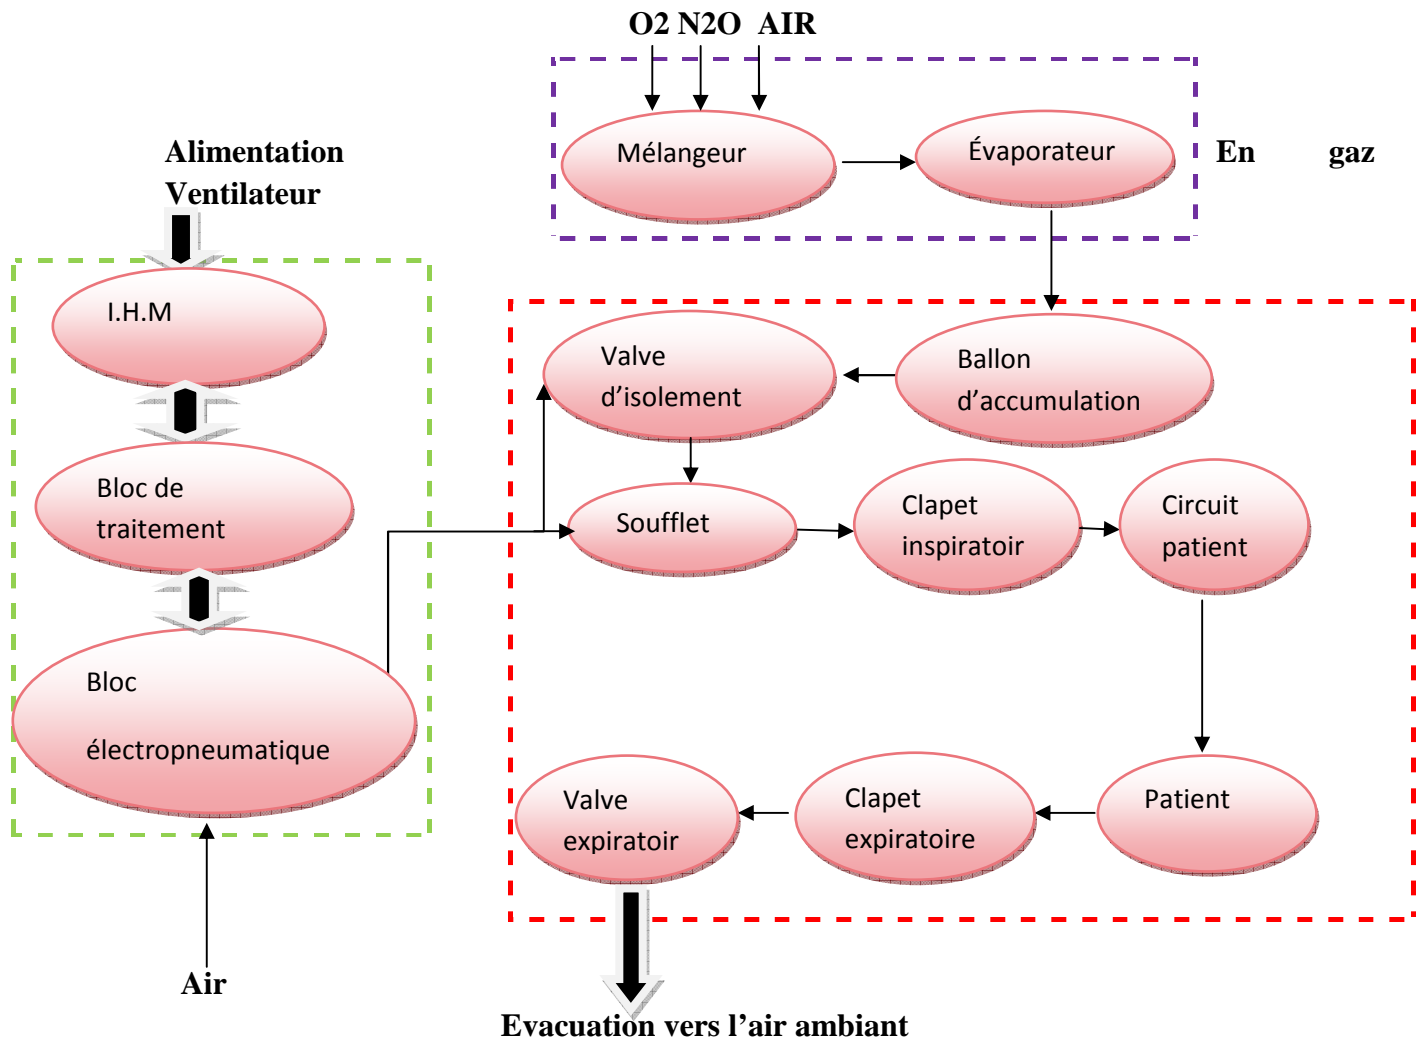 O2 N2O AIR
Mélangeur
Évaporateur
En gaz
Alimentation
Ventilateur
I.H.M
Bloc de
traitement
Bloc
électropneumatique
Air
Valve
d’isolement
Ballon
d’accumulation
Soufflet
Clapet
inspiratoir
Circuit
patient
Valve
expiratoir
Clapet
expiratoire
Patient
Evacuation vers l’air ambiant